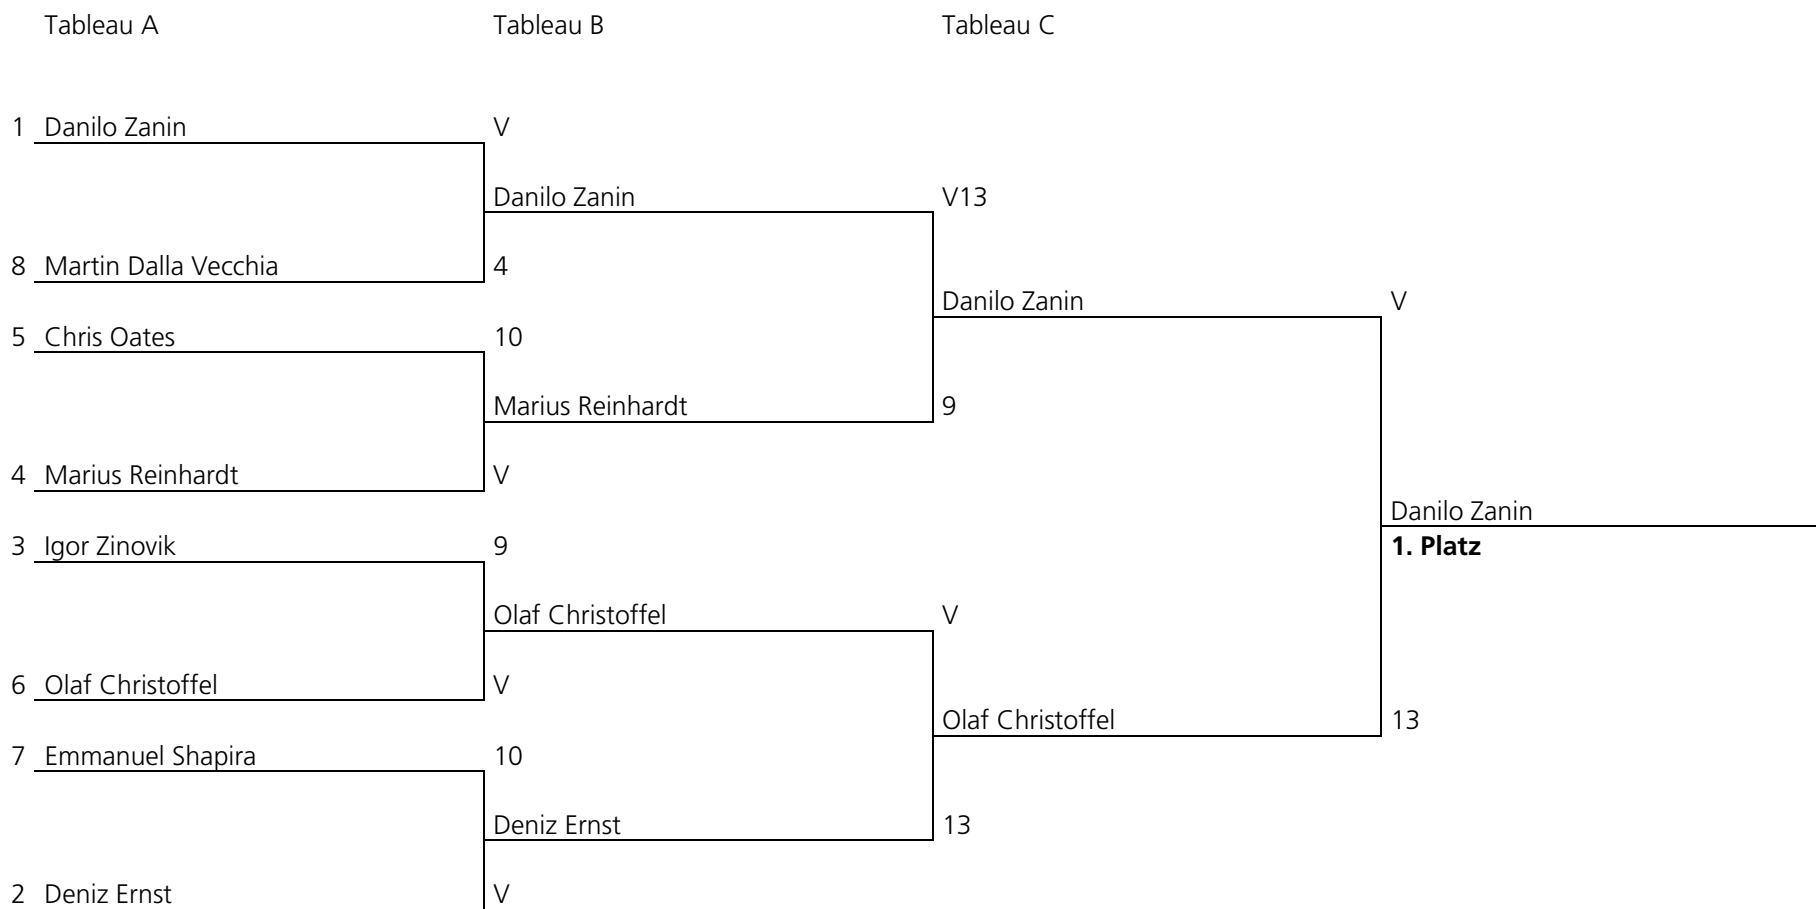 Tableau A Tableau B Tableau C
1 Danilo Zanin V
Danilo Zanin V13
8 Martin Dalla Vecchia 4
Danilo Zanin V
5 Chris Oates 10
Marius Reinhardt 9
4 Marius Reinhardt V
Danilo Zanin
3 Igor Zinovik 9 1. Platz
Olaf Christoffel V
6 Olaf Christoffel V
Olaf Christoffel 13
7 Emmanuel Shapira 10
Deniz Ernst 13
2 Deniz Ernst V